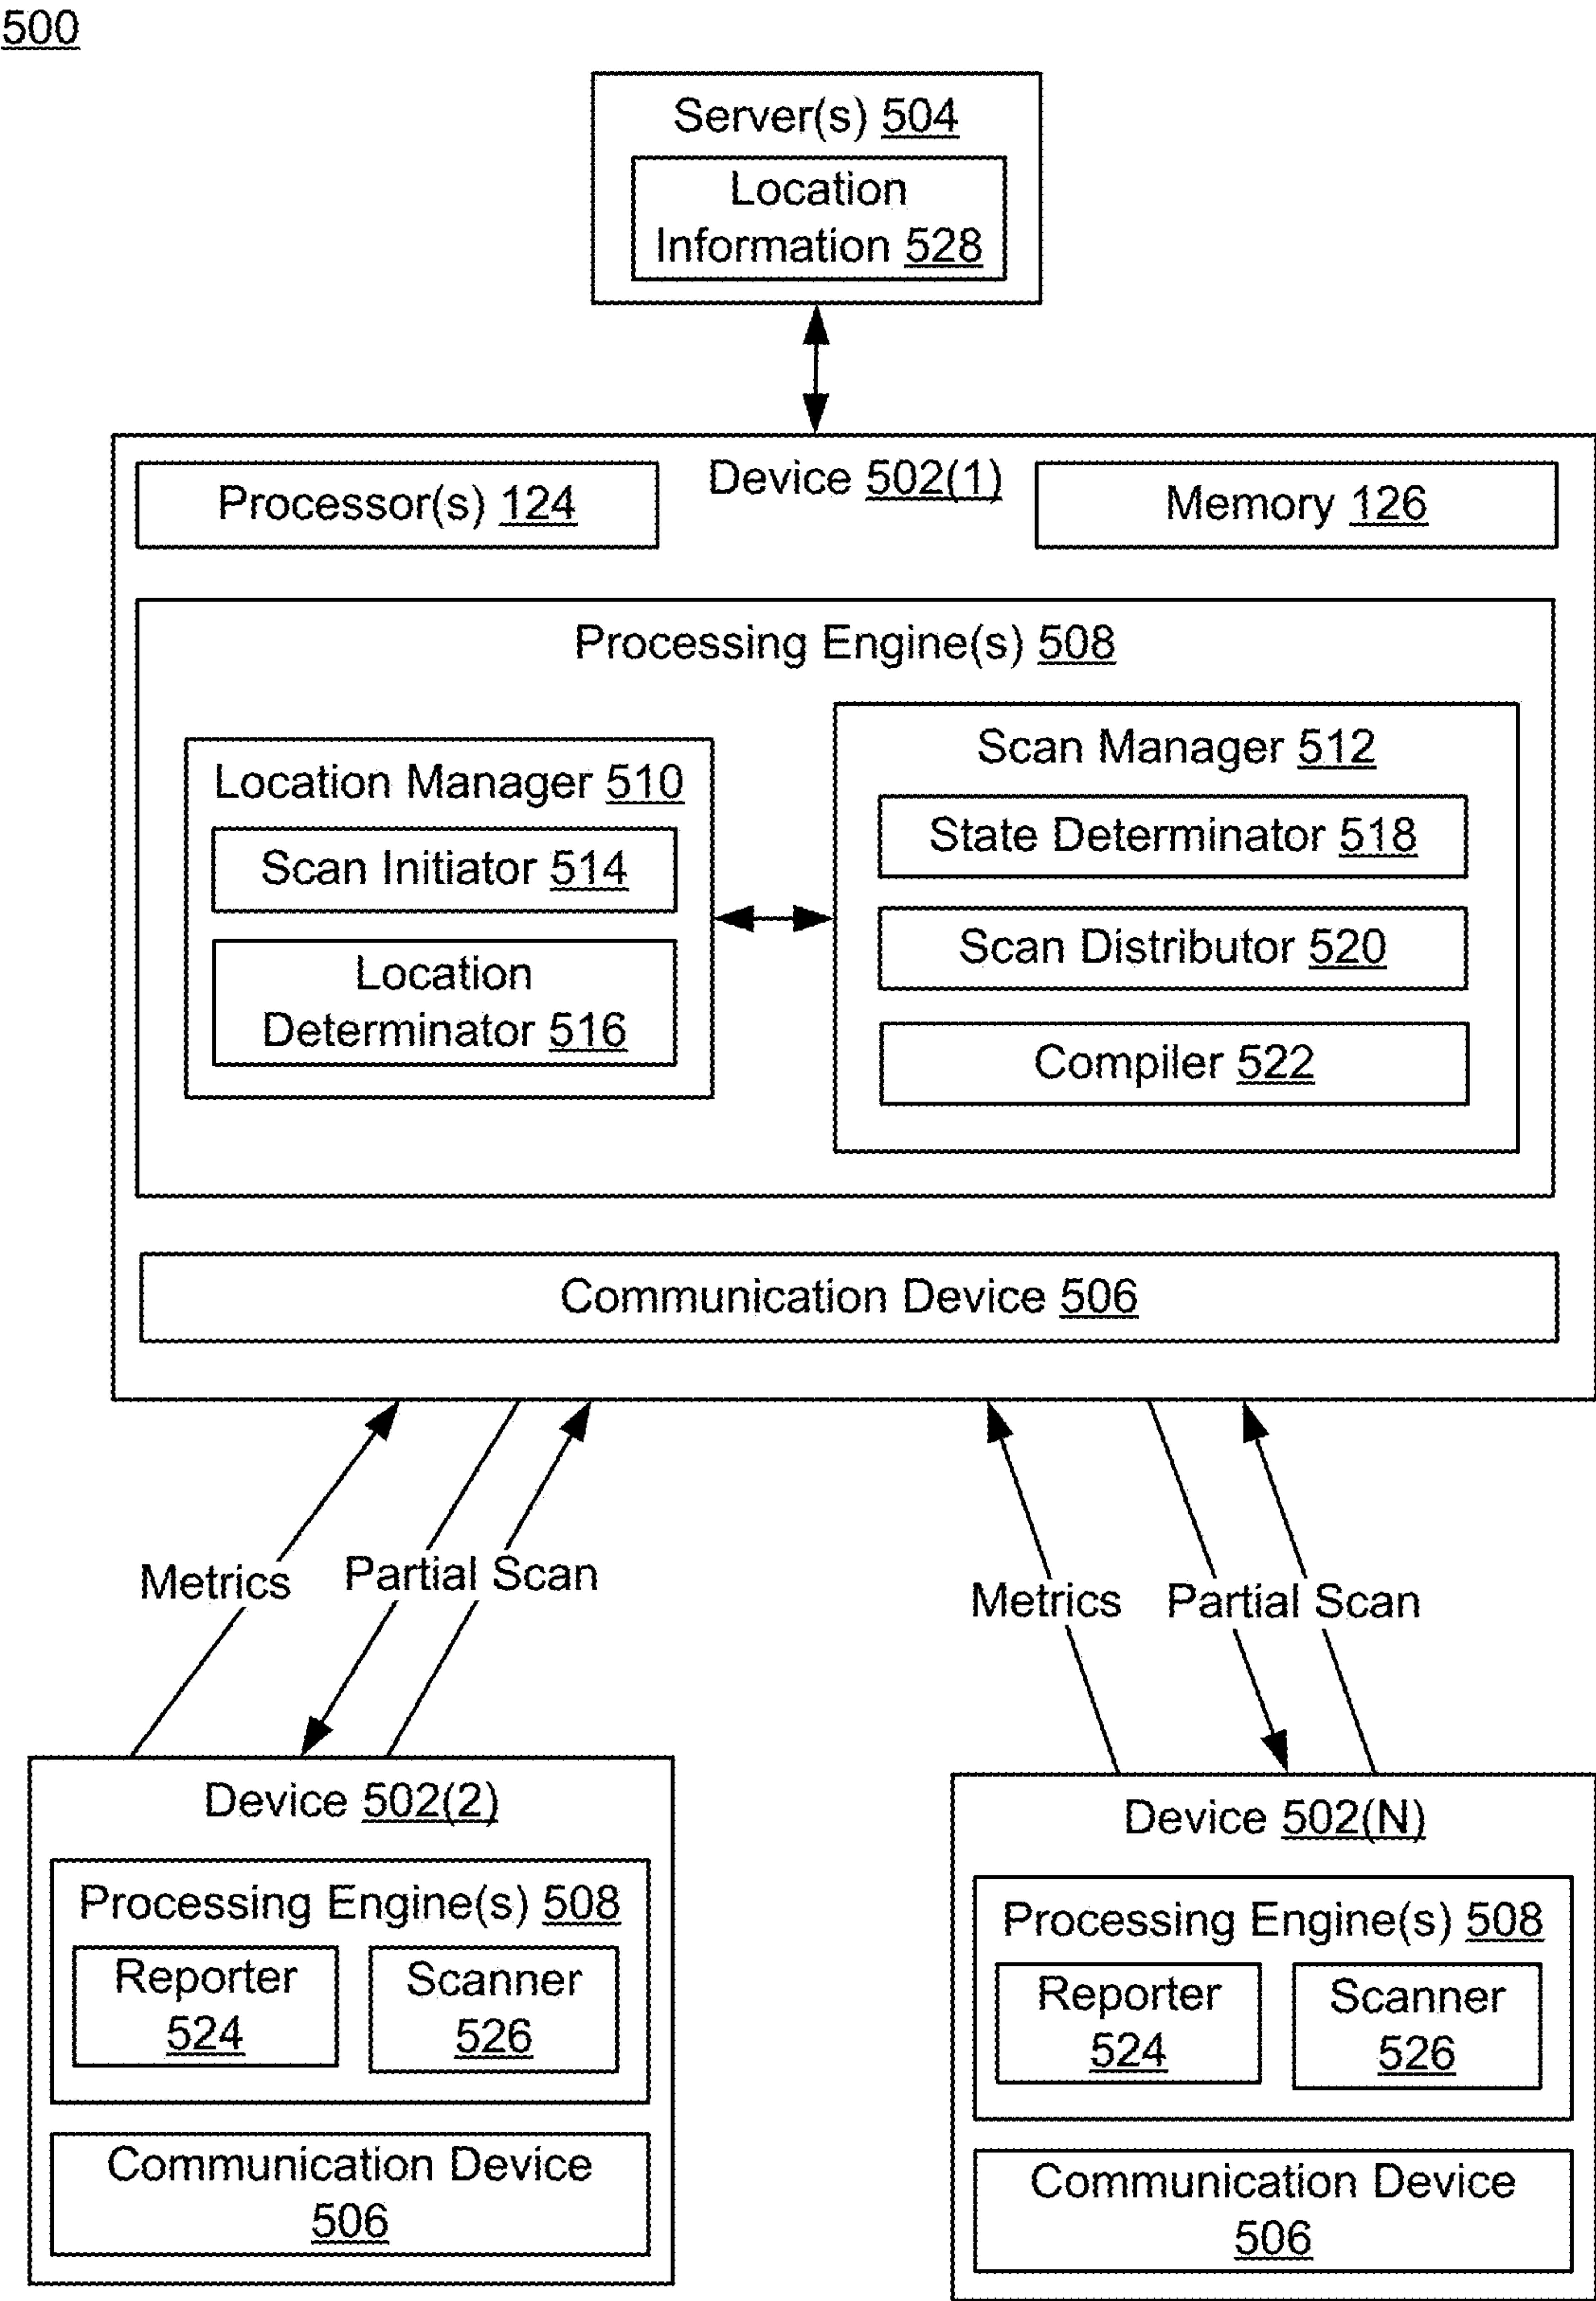 500
Server(s) 504
Location
Information 528
Device 502(1)
Processor(s) 124
Memory 126
Processing Engine(s) 508
Location Manager 510
Scan Initiator 514
Location
Determinator 516
Scan Manager 512
State Determinator 518
Scan Distributor 520
Compiler 522
Communication Device 506
Metrics
Partial Scan
Metrics
Partial Scan
Device 502(2)
Processing Engine(s) 508
Reporter
524
Scanner
526
Communication Device
506
Device 502(N)
Processing Engine(s) 508
Reporter
524
Scanner
526
Communication Device
506